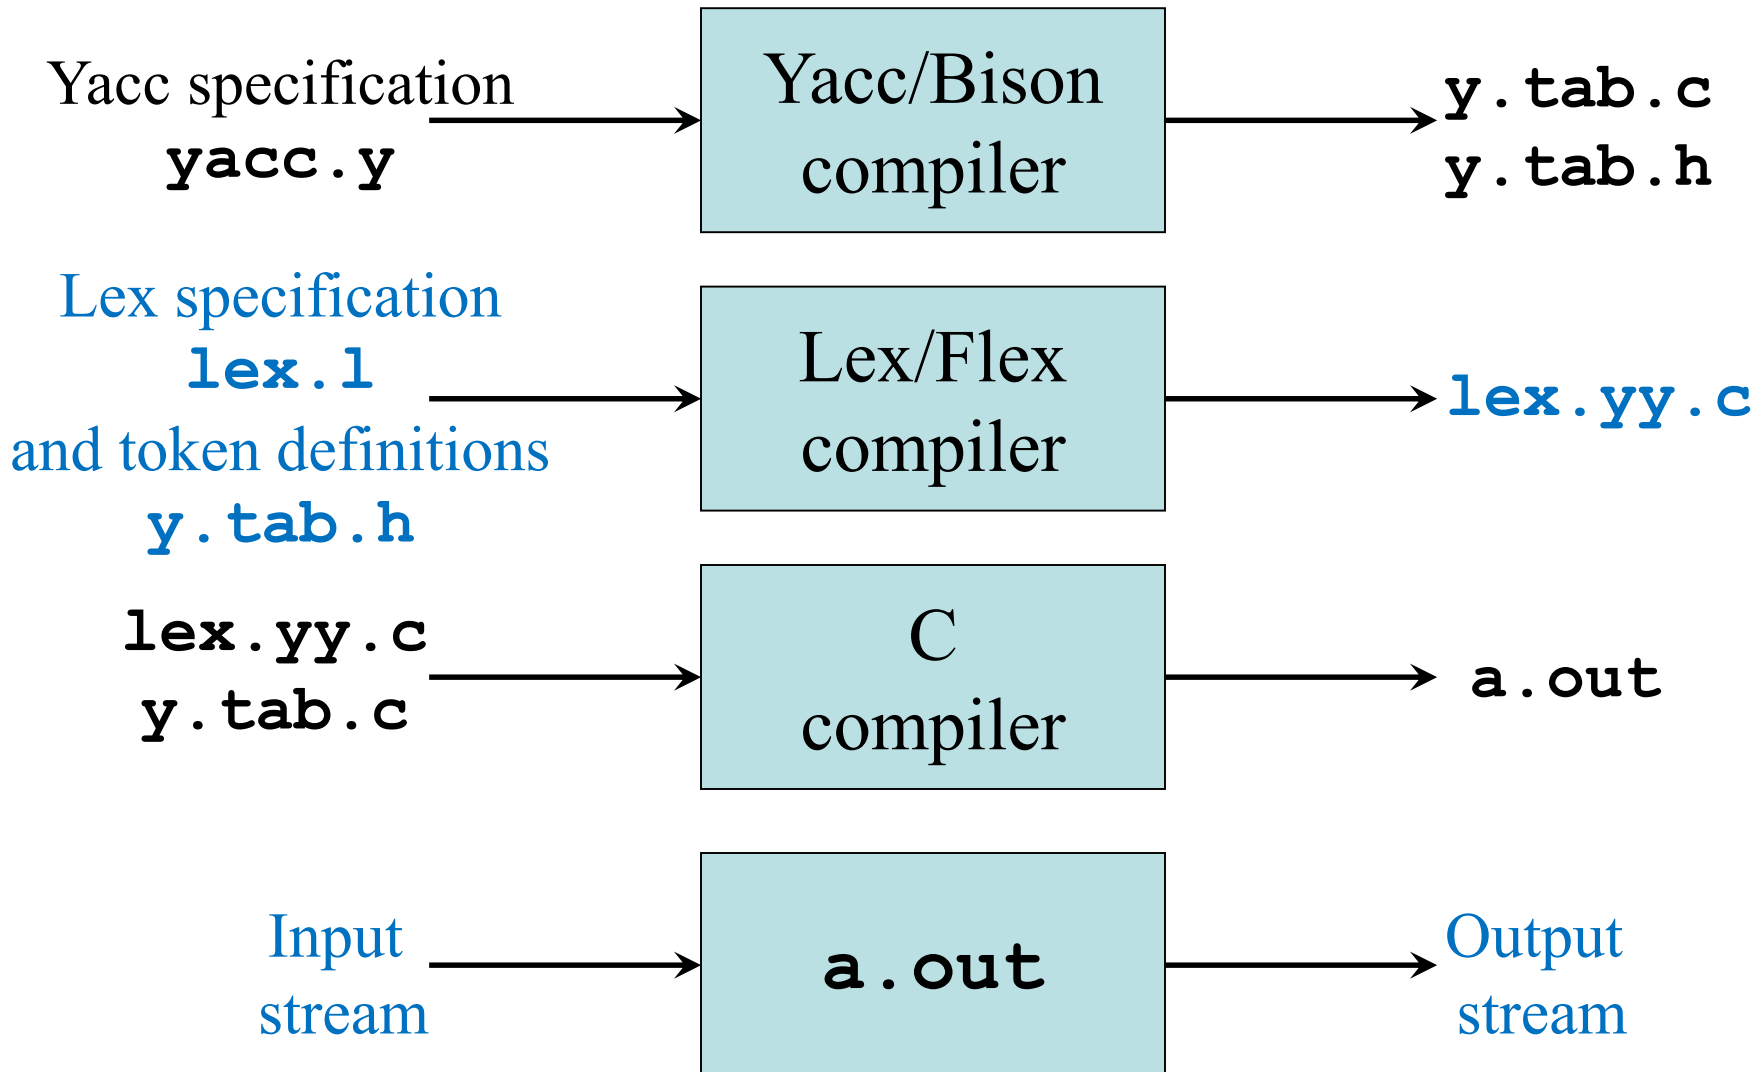 Yacc specification
yacc.y
Yacc/Bison
compiler
y.tab.c
y.tab.h
Lex specification
lex.l
and token definitions
y.tab.h
Lex/Flex
compiler
lex.yy.c
lex.yy.c
y.tab.c
C
compiler
a.out
Input
stream
a.out
Output
stream